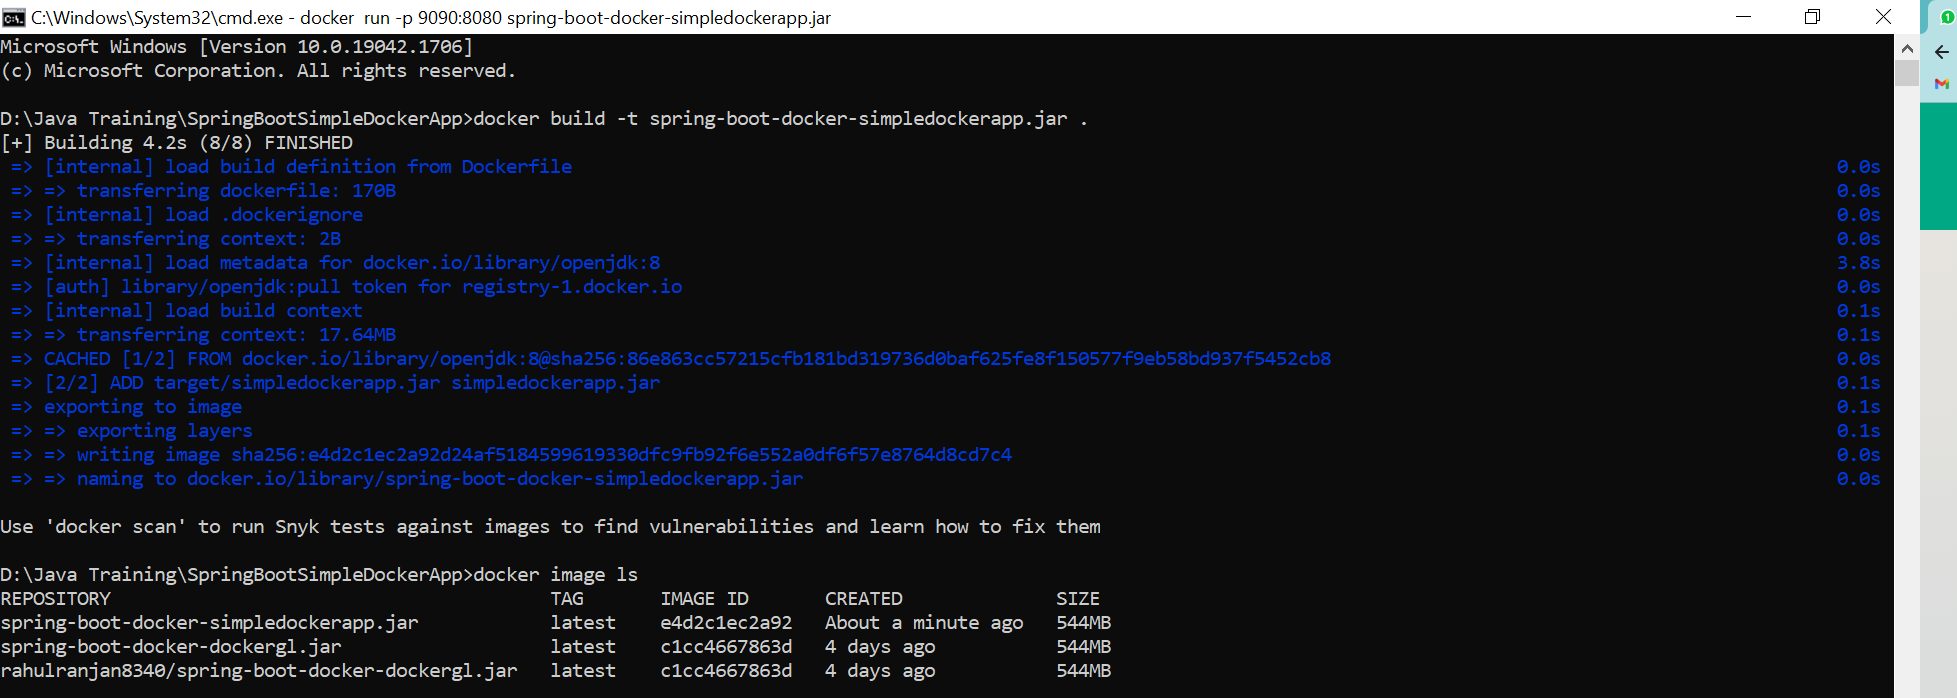 C:\Windows\System32\cmd.exe - docker  run -p 9090:8080 spring-boot-docker-simpledockerapp.jar
1
Microsoft Windows [Version 10.0.19042.1706]
(c) Microsoft Corporation. All rights reserved.
D:\Java Training\SpringBootSimpleDockerApp>docker build -t spring-boot-docker-simpledockerapp.jar .
[+] Building 4.2s (8/8) FINISHED
=> [internal] load build definition from Dockerfile 0.0s
=> => transferring dockerfile: 170B 0.0s
=> [internal] load .dockerignore 0.0s
=> => transferring context: 2B 0.0s
=> [internal] load metadata for docker.io/library/openjdk:8 3.8s
=> [auth] library/openjdk:pull token for registry-1.docker.io 0.0s
=> [internal] load build context 0.1s
=> => transferring context: 17.64MB 0.1s
=> CACHED [1/2] FROM docker.io/library/openjdk:8@sha256:86e863cc57215cfb181bd319736d0baf625fe8f150577f9eb58bd937f5452cb8 0.0s
=> [2/2] ADD target/simpledockerapp.jar simpledockerapp.jar 0.1s
=> exporting to image 0.1s
=> => exporting layers 0.1s
=> => writing image sha256:e4d2c1ec2a92d24af5184599619330dfc9fb92f6e552a0df6f57e8764d8cd7c4 0.0s
=> => naming to docker.io/library/spring-boot-docker-simpledockerapp.jar 0.0s
Use 'docker scan' to run Snyk tests against images to find vulnerabilities and learn how to fix them
D:\Java Training\SpringBootSimpleDockerApp>docker image ls
REPOSITORY TAG IMAGE ID CREATED SIZE
spring-boot-docker-simpledockerapp.jar latest e4d2c1ec2a92 About a minute ago 544MB
spring-boot-docker-dockergl.jar latest c1cc4667863d 4 days ago 544MB
rahulranjan8340/spring-boot-docker-dockergl.jar latest c1cc4667863d 4 days ago 544MB